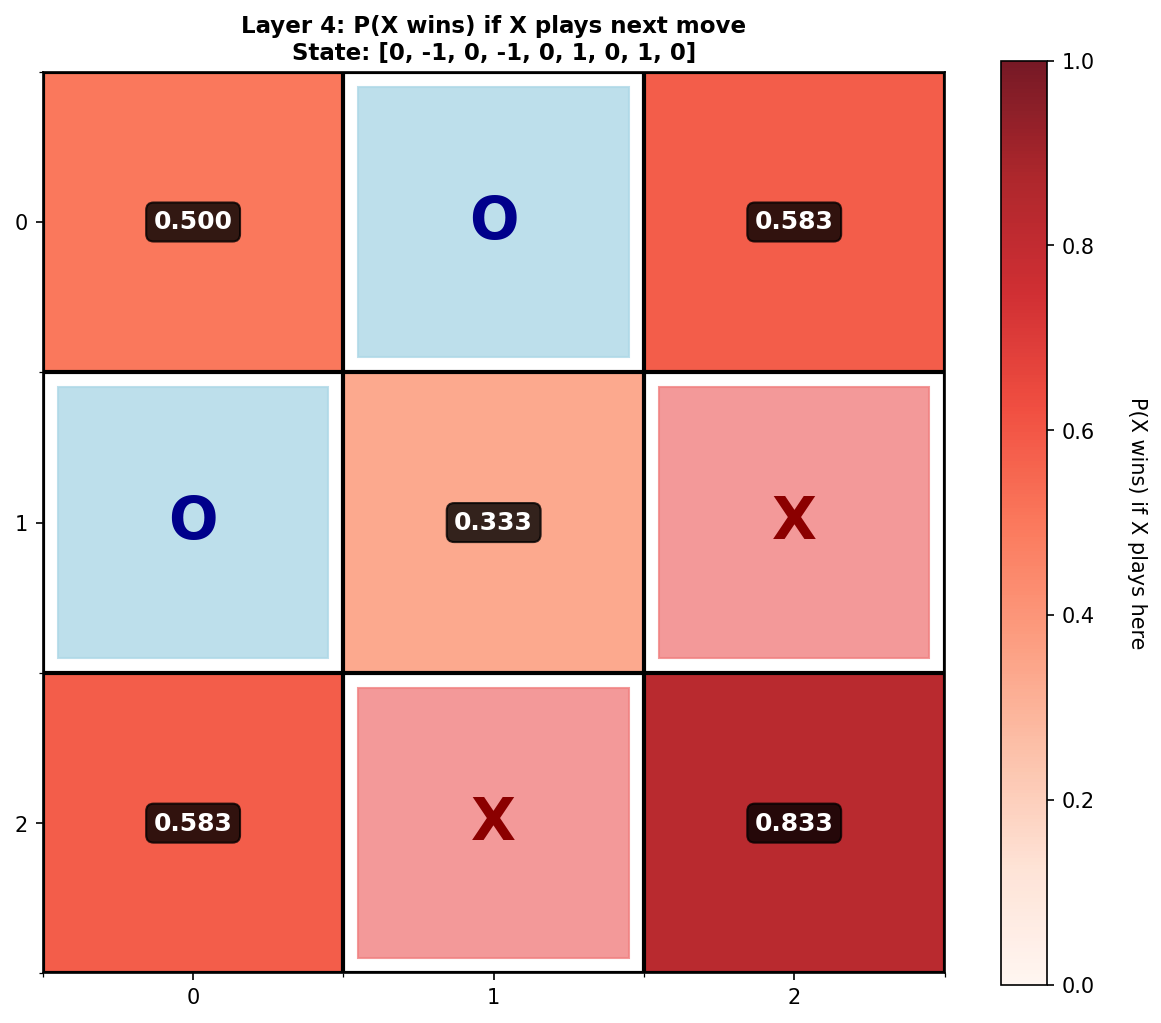 Layer 4: P(X wins) if X plays next move
State: [0, -1, 0, -1, 0, 1, 0, 1, 0]
0.500
O
0.583
O
0.333
X
0.583
X
0.833
0
1
2
0
1
2
1.0
0.8
0.6
0.4
0.2
0.0
P(X wins) if X plays here